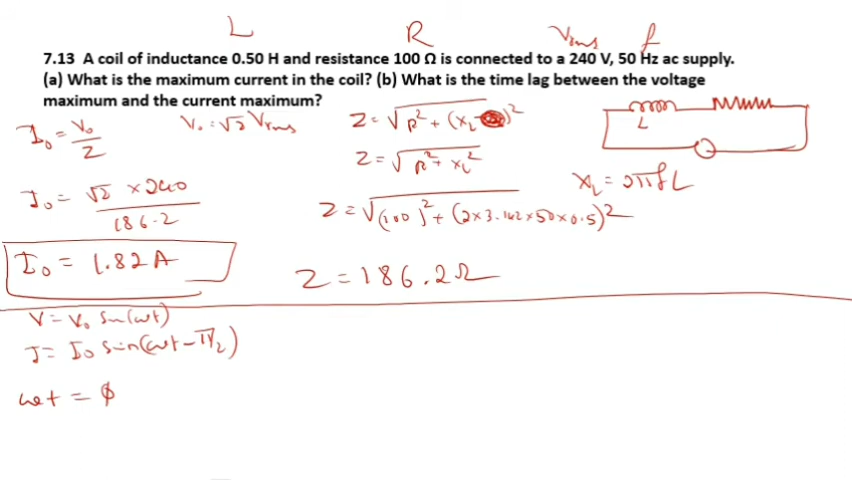 L R Vrms f
7.13 A coil of inductance 0.50 H and resistance 100 Ω is connected to a 240 V, 50 Hz ac supply.
(a) What is the maximum current in the coil? (b) What is the time lag between the voltage
maximum and the current maximum?
I₀ = V₀/Z
V₀ = √2 Vrms
Z = √(R² + (X_L - )²)
L
Z = √(R² + X_L²)
X_L = 2πfL
I₀ = √2 × 240 / 186.2
Z = √((100)² + (2×3.142×50×0.5)²)
I₀ = 1.82A
Z = 186.2Ω
V = V₀ sin(ωt)
I = I₀ sin(ωt - π/2)
ωt = φ